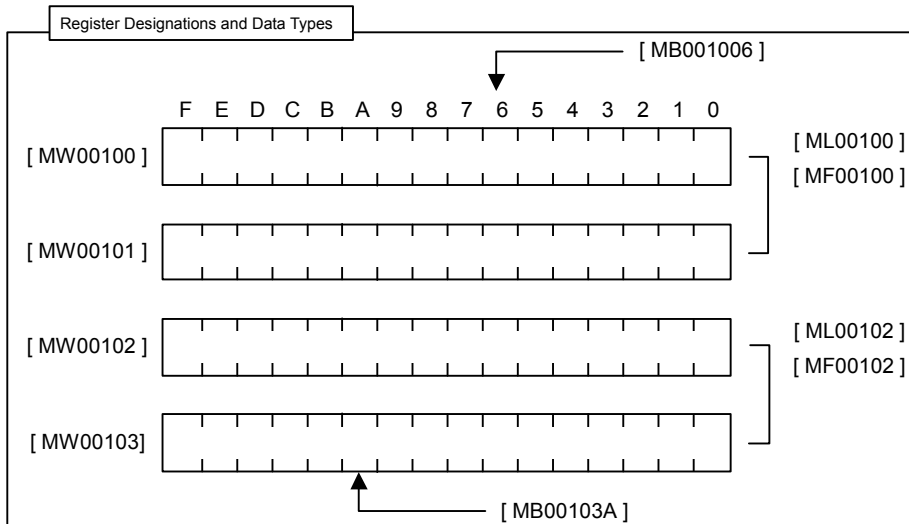 Register Designations and Data Types
[ MB001006 ]
F E D C B A 9 8 7 6 5 4 3 2 1 0
[ MW00100 ]
[ ML00100 ]
[ MF00100 ]
[ MW00101 ]
[ MW00102 ]
[ ML00102 ]
[ MF00102 ]
[ MW00103]
[ MB00103A ]